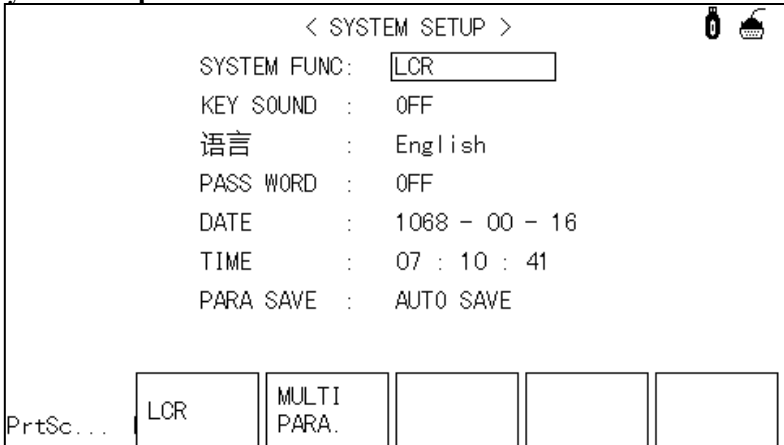 < SYSTEM SETUP >
SYSTEM FUNC: LCR
KEY SOUND : OFF
语言 : English
PASS WORD : OFF
DATE : 1068 - 00 - 16
TIME : 07 : 10 : 41
PARA SAVE : AUTO SAVE
PrtSc... LCR MULTI
PARA.